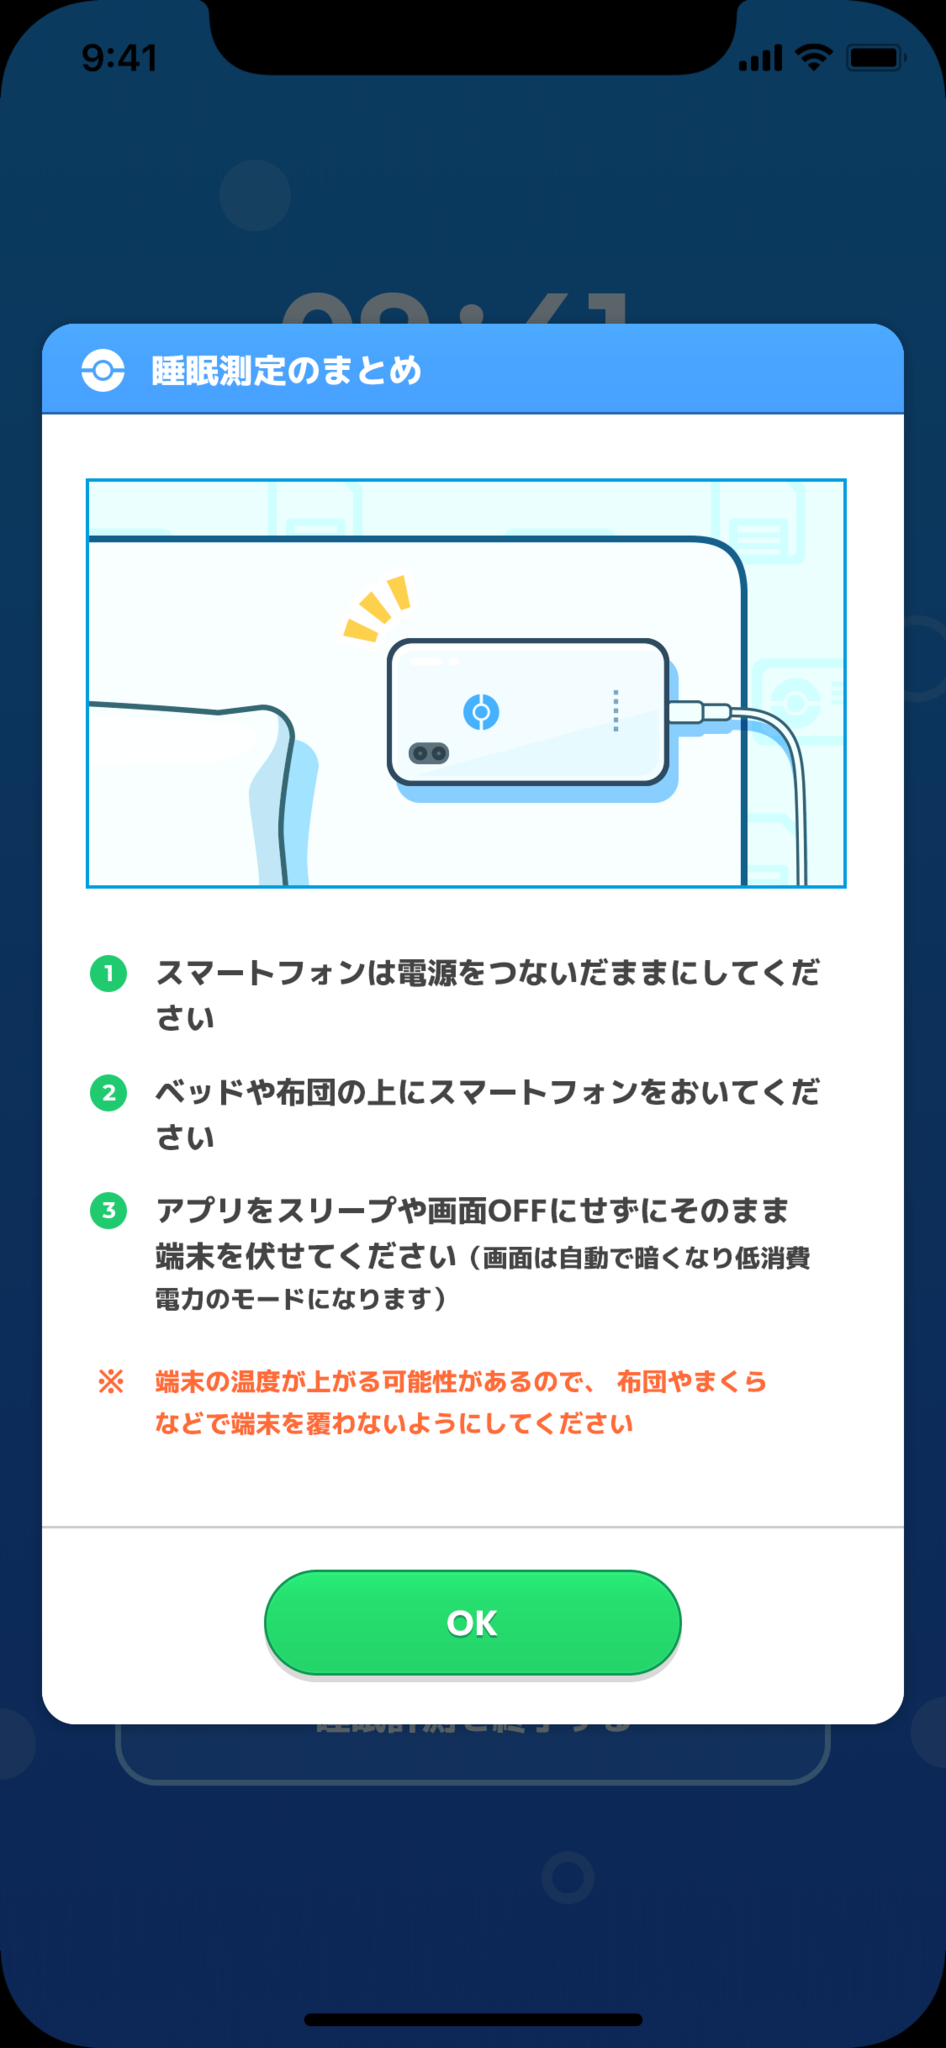 9:41
睡眠測定のまとめ
1 スマートフォンは電源をつないだままにしてくだ
さい
2 ベッドや布団の上にスマートフォンをおいてくだ
さい
3 アプリをスリープや画面OFFにせずにそのまま
端末を伏せてください（画面は自動で暗くなり低消費
電力のモードになります）
※ 端末の温度が上がる可能性があるので、 布団やまくら
などで端末を覆わないようにしてください
OK